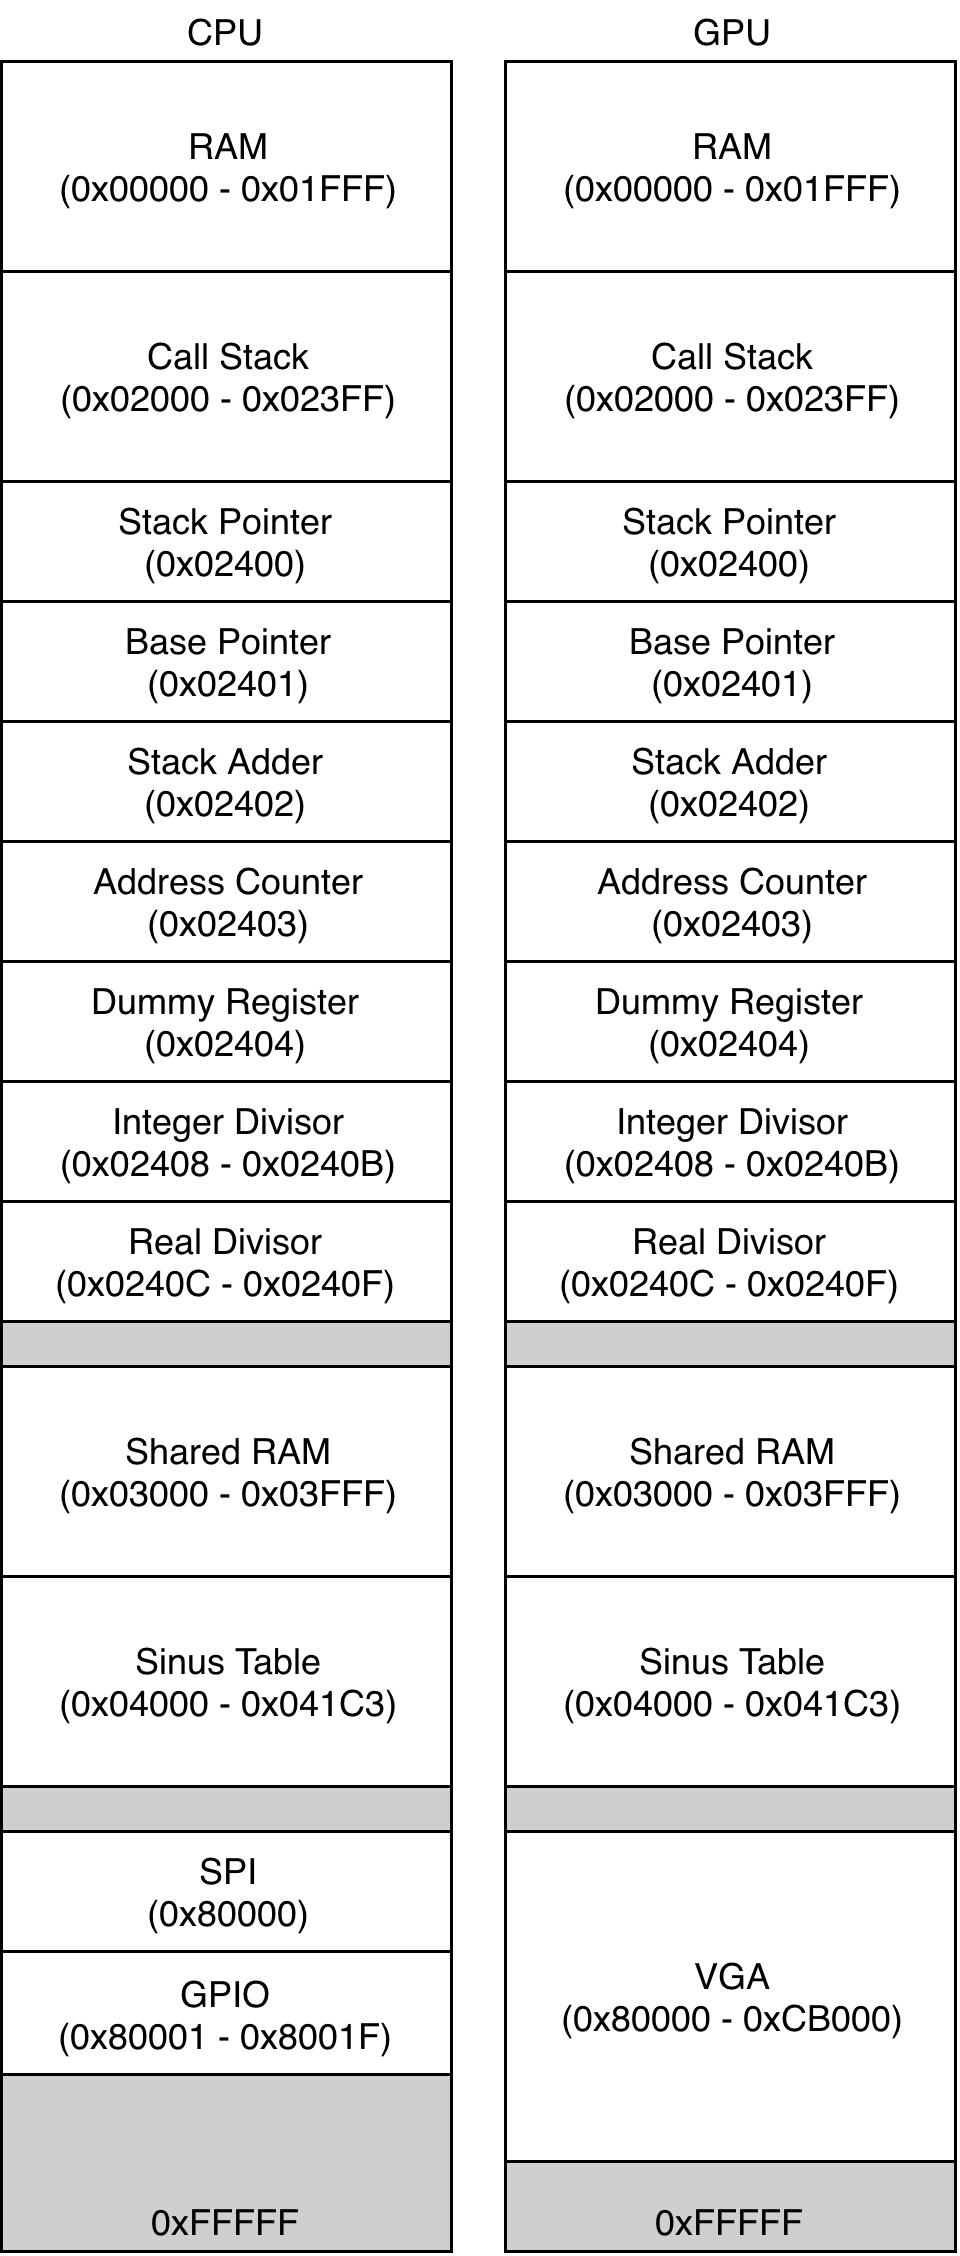 CPU
RAM
(0x00000 - 0x01FFF)
Call Stack
(0x02000 - 0x023FF)
Stack Pointer
(0x02400)
Base Pointer
(0x02401)
Stack Adder
(0x02402)
Address Counter
(0x02403)
Dummy Register
(0x02404)
Integer Divisor
(0x02408 - 0x0240B)
Real Divisor
(0x0240C - 0x0240F)
Shared RAM
(0x03000 - 0x03FFF)
Sinus Table
(0x04000 - 0x041C3)
SPI
(0x80000)
GPIO
(0x80001 - 0x8001F)
0xFFFFF
GPU
RAM
(0x00000 - 0x01FFF)
Call Stack
(0x02000 - 0x023FF)
Stack Pointer
(0x02400)
Base Pointer
(0x02401)
Stack Adder
(0x02402)
Address Counter
(0x02403)
Dummy Register
(0x02404)
Integer Divisor
(0x02408 - 0x0240B)
Real Divisor
(0x0240C - 0x0240F)
Shared RAM
(0x03000 - 0x03FFF)
Sinus Table
(0x04000 - 0x041C3)
VGA
(0x80000 - 0xCB000)
0xFFFFF